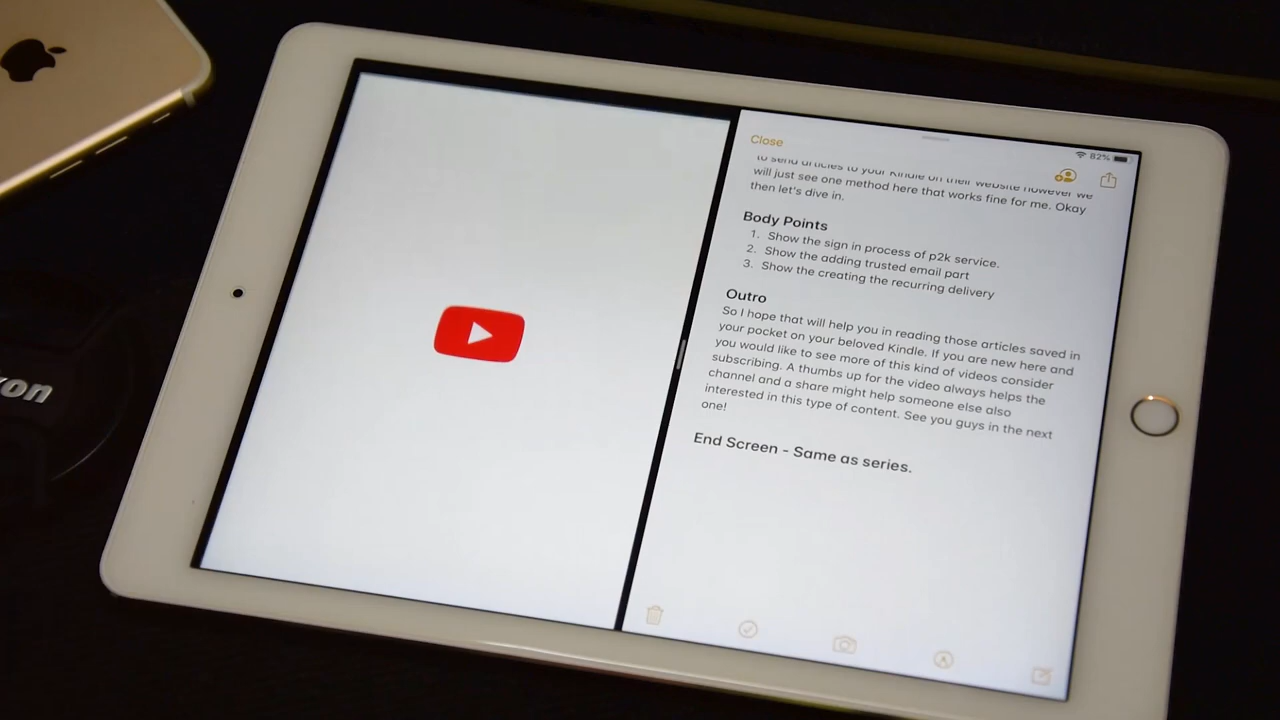 Close
82%
to send articles to your Kindle on their website however we
will just see one method here that works fine for me. Okay
then let's dive in.
Body Points
1. Show the sign in process of p2k service.
2. Show the adding trusted email part
3. Show the creating the recurring delivery
Outro
So I hope that will help you in reading those articles saved in
your pocket on your beloved Kindle. If you are new here and
you would like to see more of this kind of videos consider
subscribing. A thumbs up for the video always helps the
channel and a share might help someone else also
interested in this type of content. See you guys in the next
one!
End Screen - Same as series.
kon